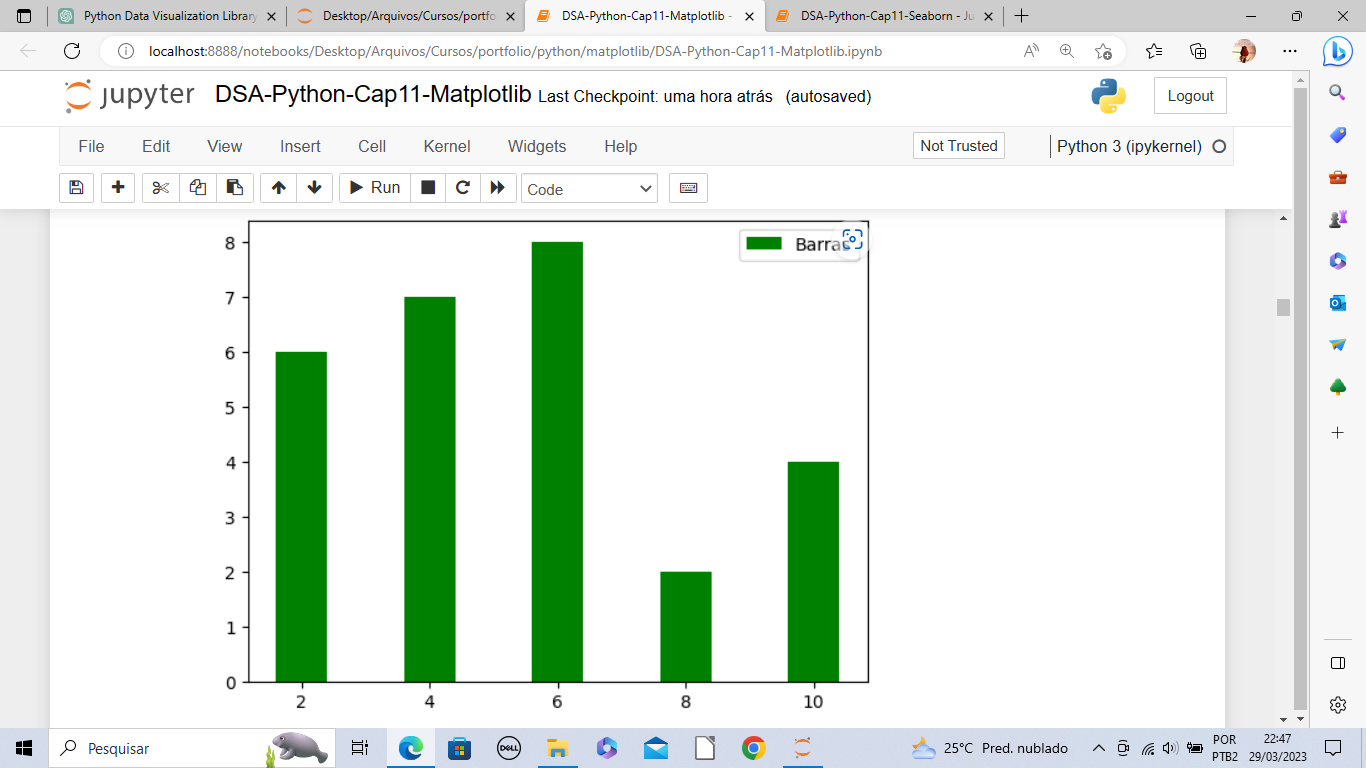 Python Data Visualization Library
Desktop/Arquivos/Cursos/portfo
DSA-Python-Cap11-Matplotlib -
DSA-Python-Cap11-Seaborn - Ju
localhost:8888/notebooks/Desktop/Arquivos/Cursos/portfolio/python/matplotlib/DSA-Python-Cap11-Matplotlib.ipynb
jupyter DSA-Python-Cap11-Matplotlib Last Checkpoint: uma hora atrás (autosaved)
Logout
File Edit View Insert Cell Kernel Widgets Help
Not Trusted
Python 3 (ipykernel)
Run
Code
Barras
8
7
6
5
4
3
2
1
0
2 4 6 8 10
Pesquisar
DELL
25°C Pred. nublado
POR
PTB2
22:47
29/03/2023